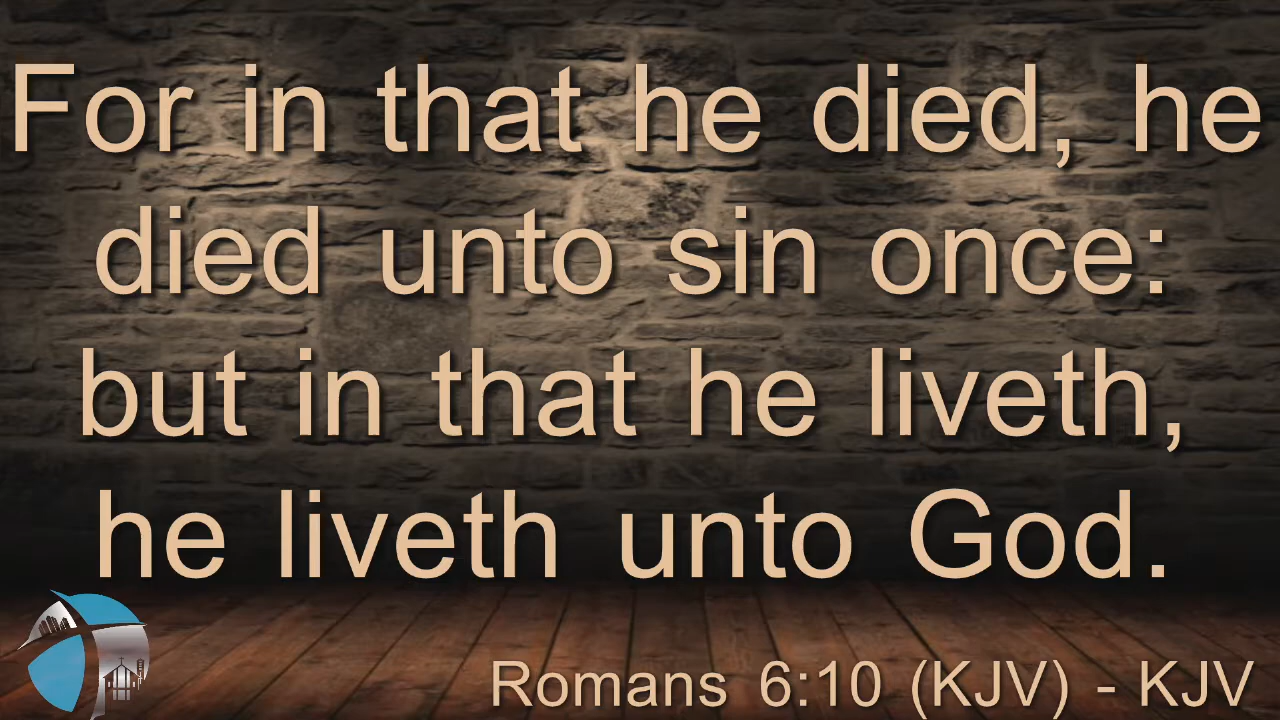 For in that he died, he
died unto sin once:
but in that he liveth,
he liveth unto God.
Romans 6:10 (KJV) - KJV